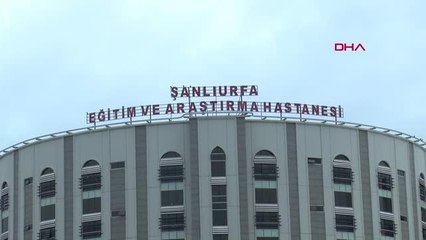 DHA
ŞANLIURFA
EĞİTİM VE ARAŞTIRMA HASTANESİ